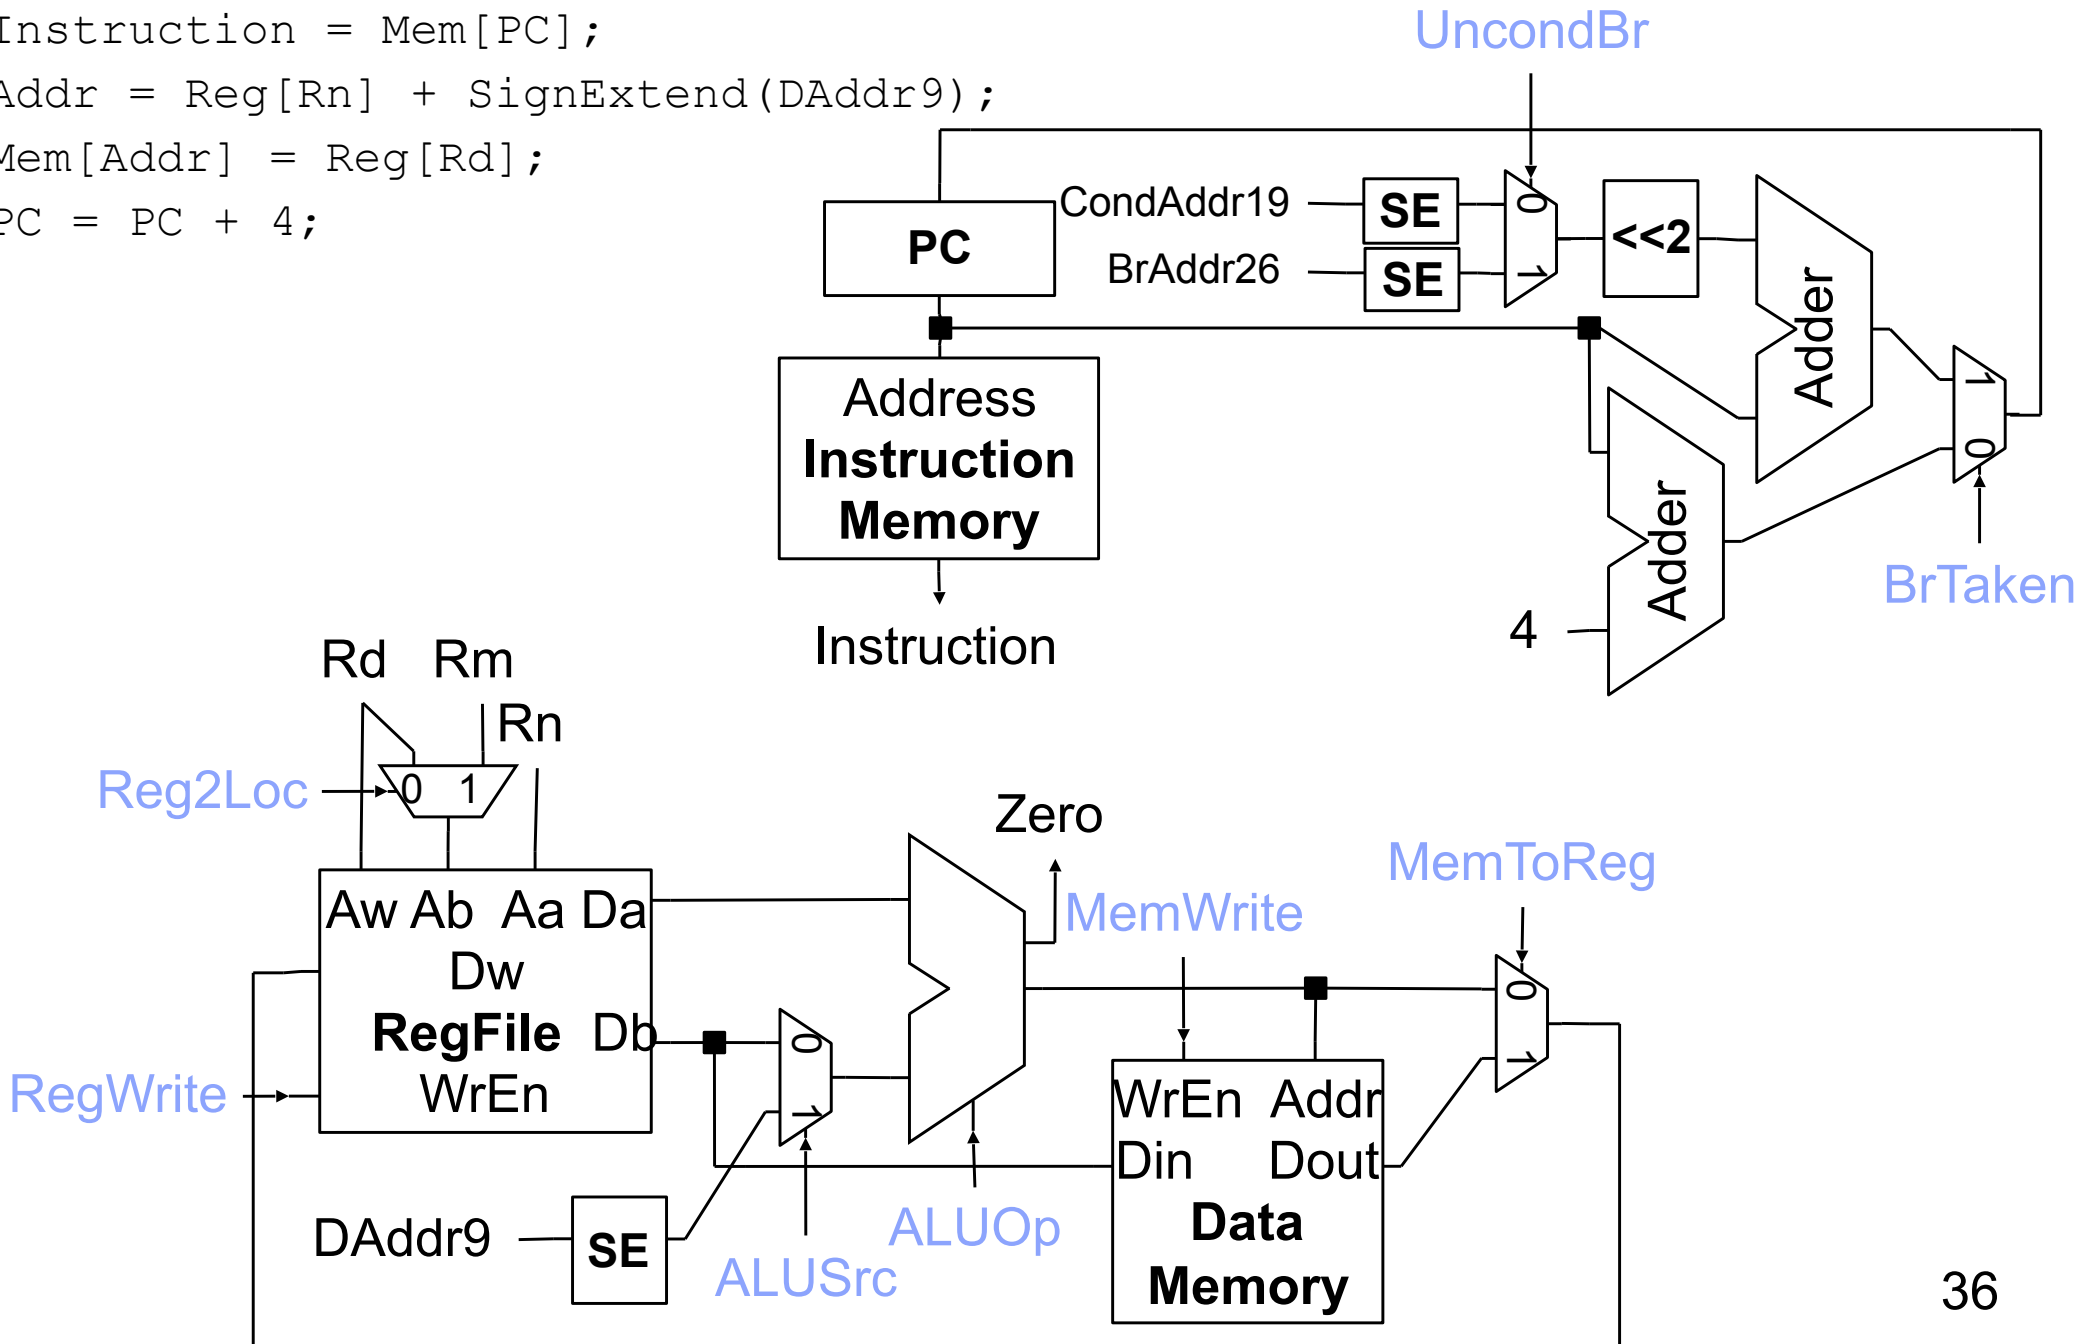 Instruction = Mem[PC];
Addr = Reg[Rn] + SignExtend(DAddr9);
Mem[Addr] = Reg[Rd];
PC = PC + 4;
UncondBr
CondAddr19
SE
0
<<2
PC
BrAddr26
SE
1
Adder
1
0
Address
Instruction
Memory
Adder
BrTaken
4
Instruction
Rd
Rm
Rn
Reg2Loc
0
1
Zero
MemToReg
MemWrite
Aw
Ab
Aa
Da
Dw
RegFile
Db
0
0
1
RegWrite
WrEn
1
WrEn
Addr
Din
Dout
DAddr9
SE
ALUSrc
ALUOp
Data
Memory
36